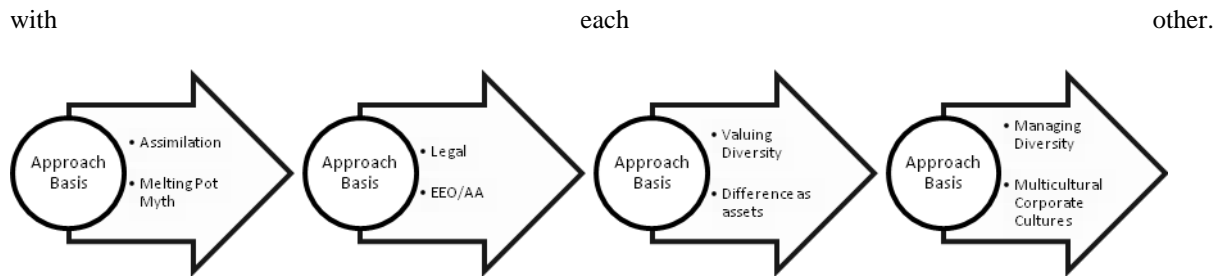 with each other.
Approach
Basis
• Assimilation
• Melting Pot
Myth
Approach
Basis
• Legal
• EEO/AA
Approach
Basis
• Valuing
Diversity
• Difference as
assets
Approach
Basis
• Managing
Diversity
• Multicultural
Corporate
Cultures